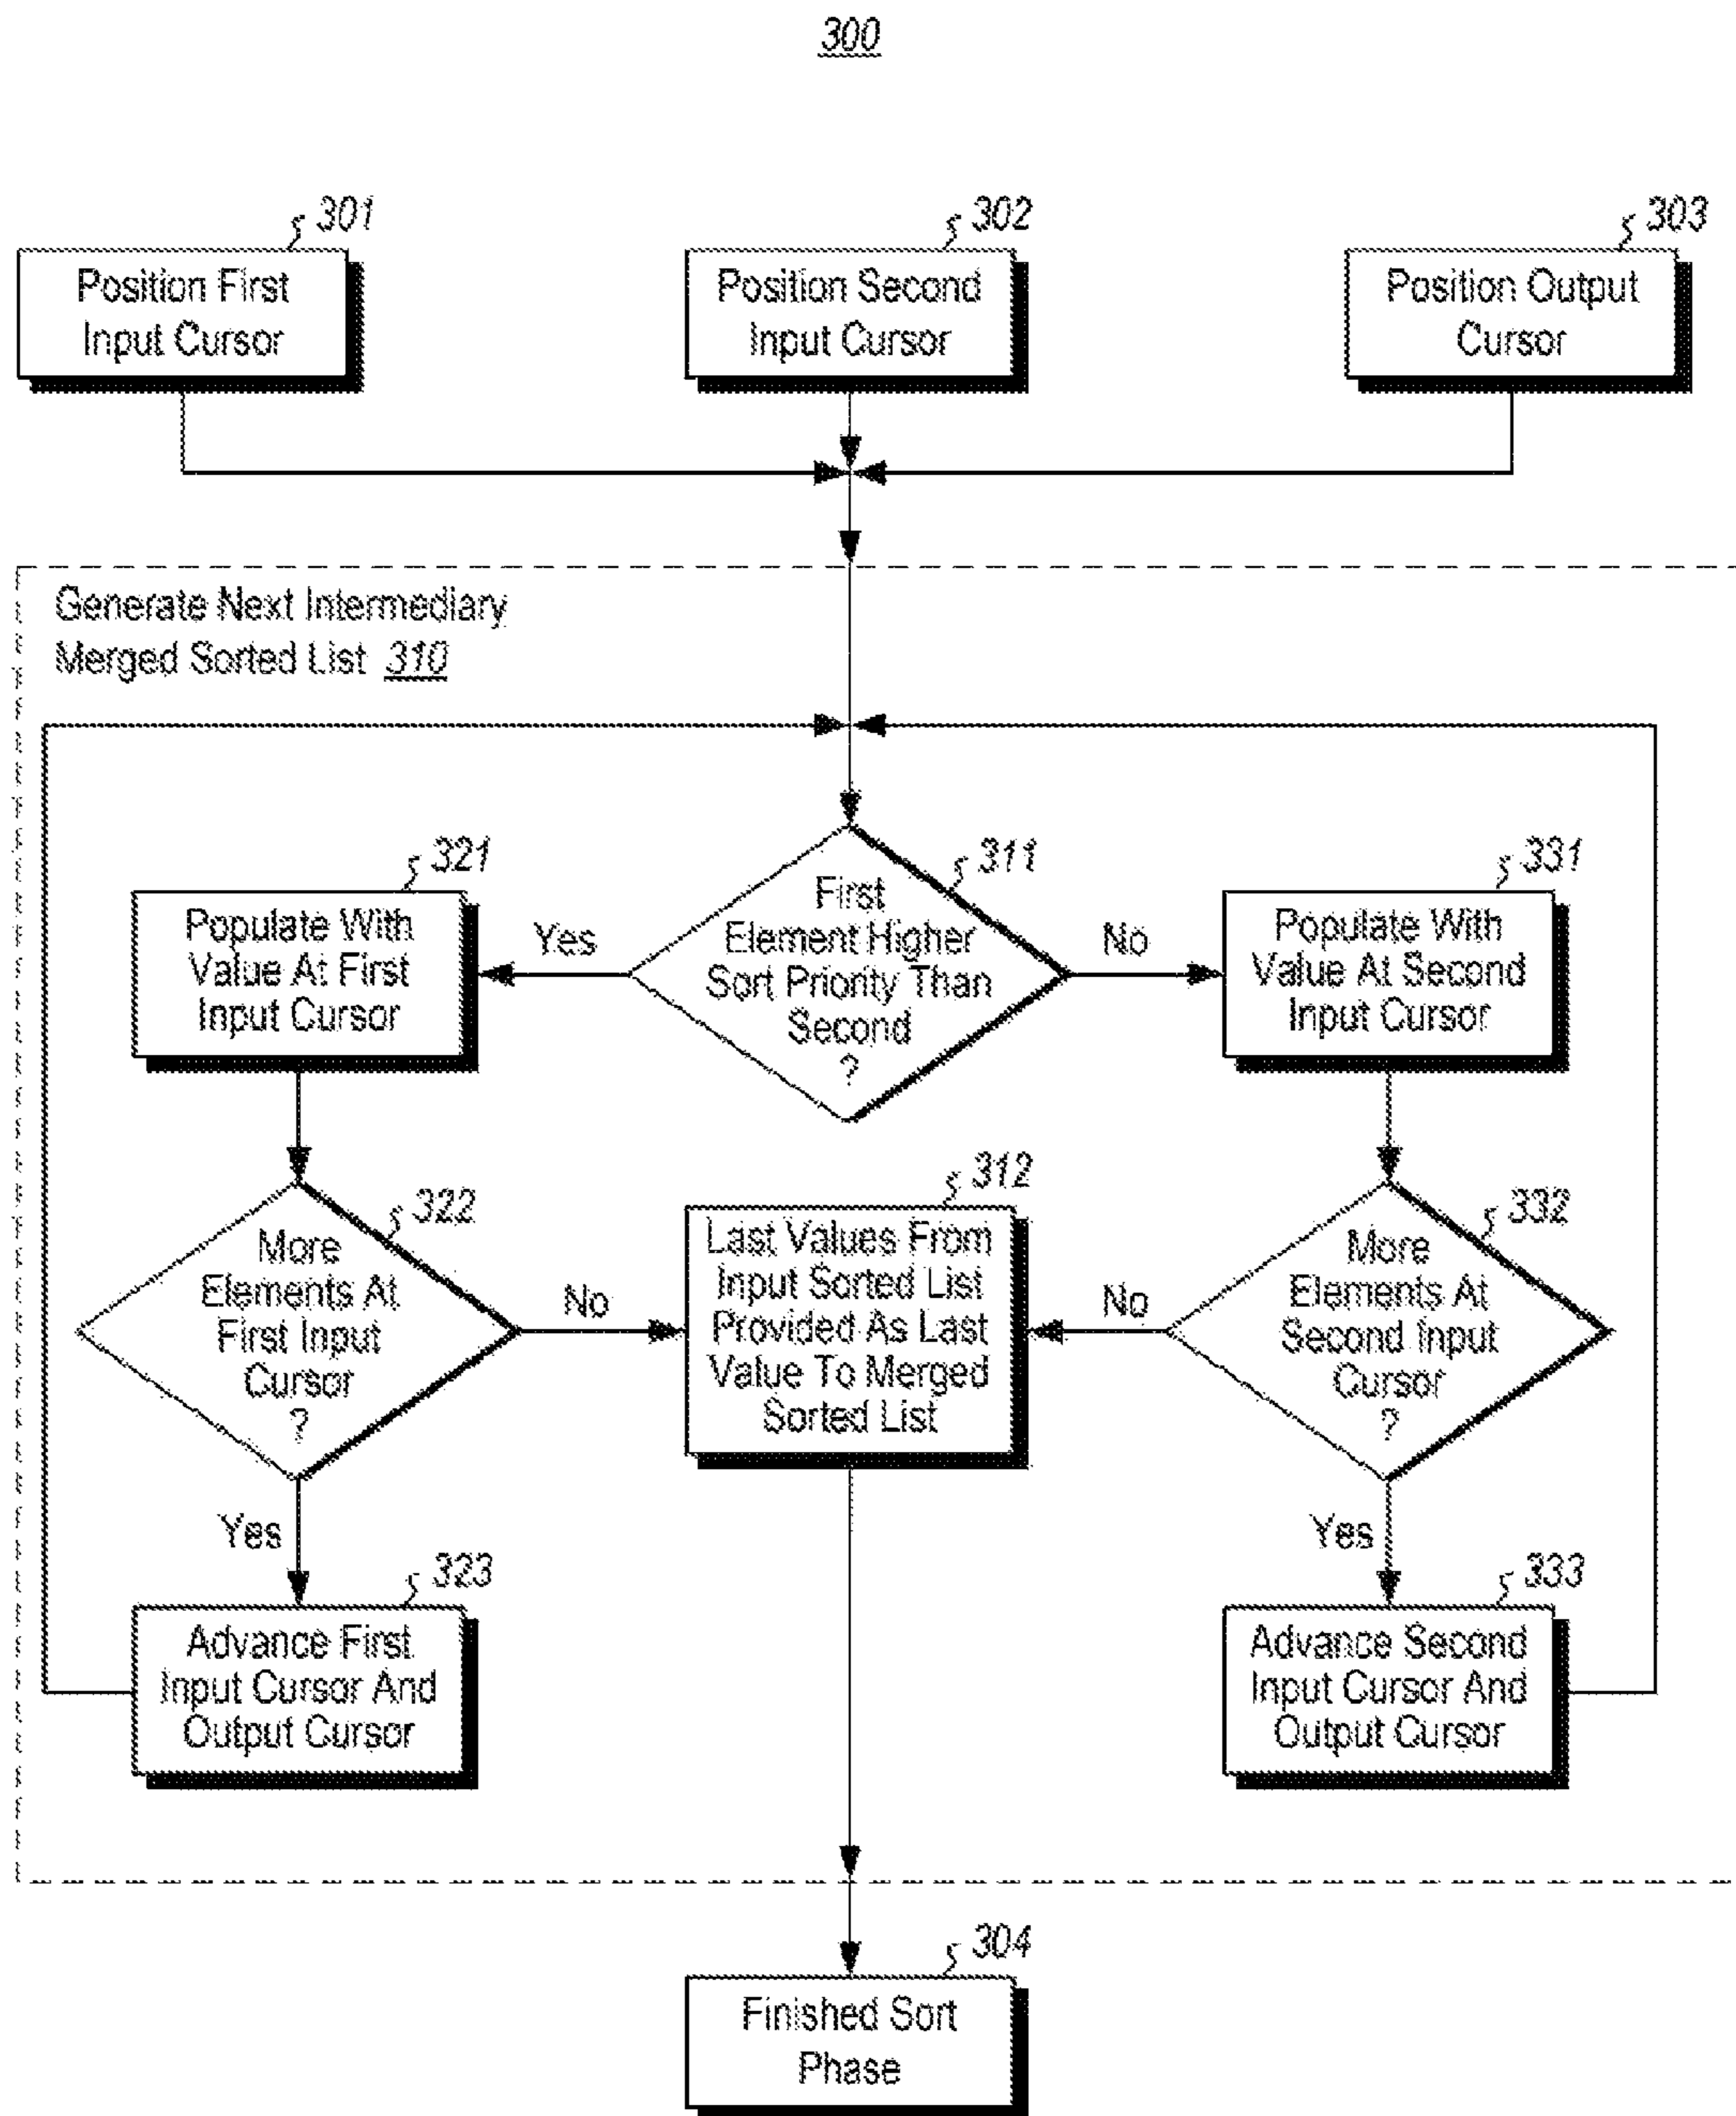 300
301
Position First
Input Cursor
302
Position Second
Input Cursor
303
Position Output
Cursor
Generate Next Intermediary
Merged Sorted List 310
311
First
Element Higher
Sort Priority Than
Second
?
Yes
No
321
Populate With
Value At First
Input Cursor
331
Populate With
Value At Second
Input Cursor
322
More
Elements At
First Input
Cursor
?
No
Yes
312
Last Values From
Input Sorted List
Provided As Last
Value To Merged
Sorted List
332
More
Elements At
Second Input
Cursor
?
No
Yes
323
Advance First
Input Cursor And
Output Cursor
333
Advance Second
Input Cursor And
Output Cursor
304
Finished Sort
Phase